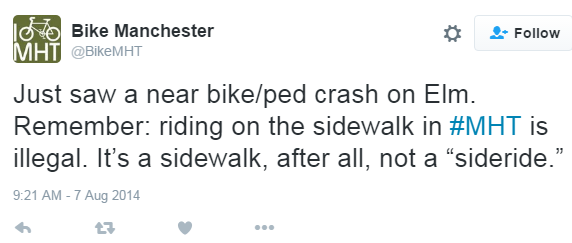 MHT
Bike Manchester
@BikeMHT
Follow
Just saw a near bike/ped crash on Elm.
Remember: riding on the sidewalk in #MHT is
illegal. It’s a sidewalk, after all, not a “sideride.”
9:21 AM - 7 Aug 2014